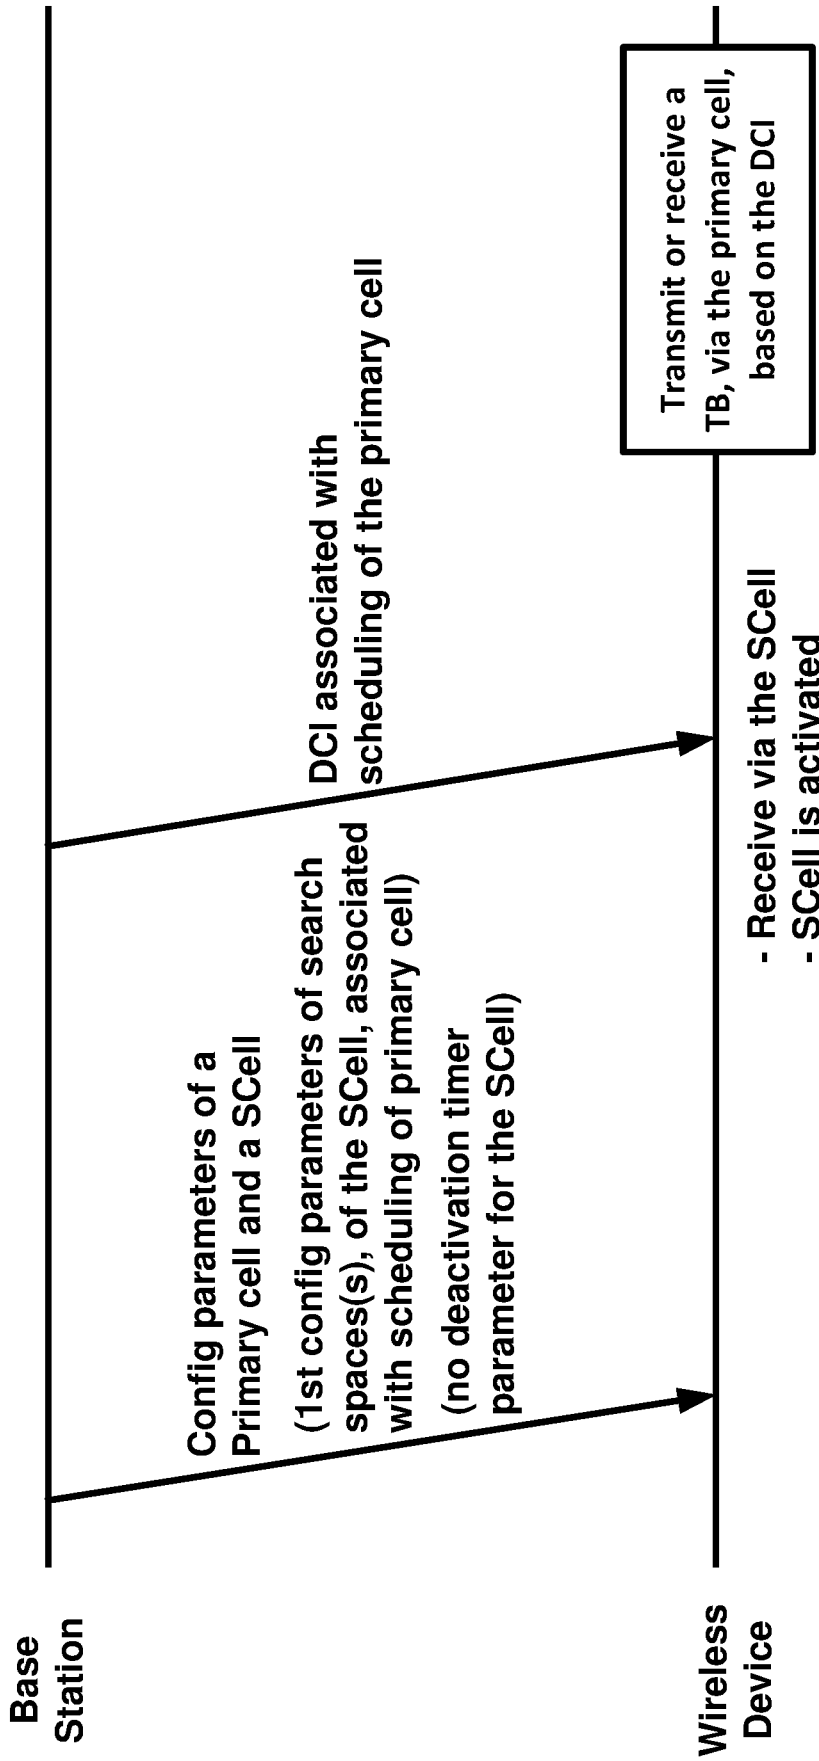 Base
Station
Config parameters of a
Primary cell and a SCell
(1st config parameters of search
spaces(s), of the SCell, associated
with scheduling of primary cell)
(no deactivation timer
parameter for the SCell)
DCI associated with
scheduling of the primary cell
Wireless
Device
- Receive via the SCell
- SCell is activated
Transmit or receive a
TB, via the primary cell,
based on the DCI